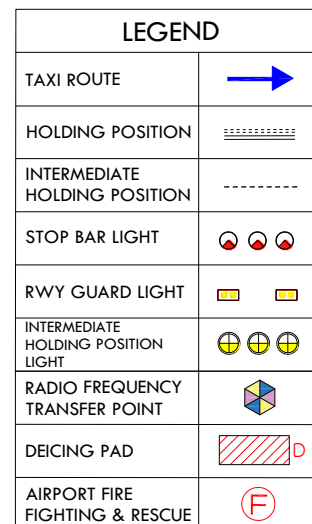 LEGEND
TAXI ROUTE
HOLDING POSITION
INTERMEDIATE
HOLDING POSITION
STOP BAR LIGHT
RWY GUARD LIGHT
INTERMEDIATE
HOLDING POSITION
LIGHT
RADIO FREQUENCY
TRANSFER POINT
DEICING PAD
D
AIRPORT FIRE
FIGHTING & RESCUE
F